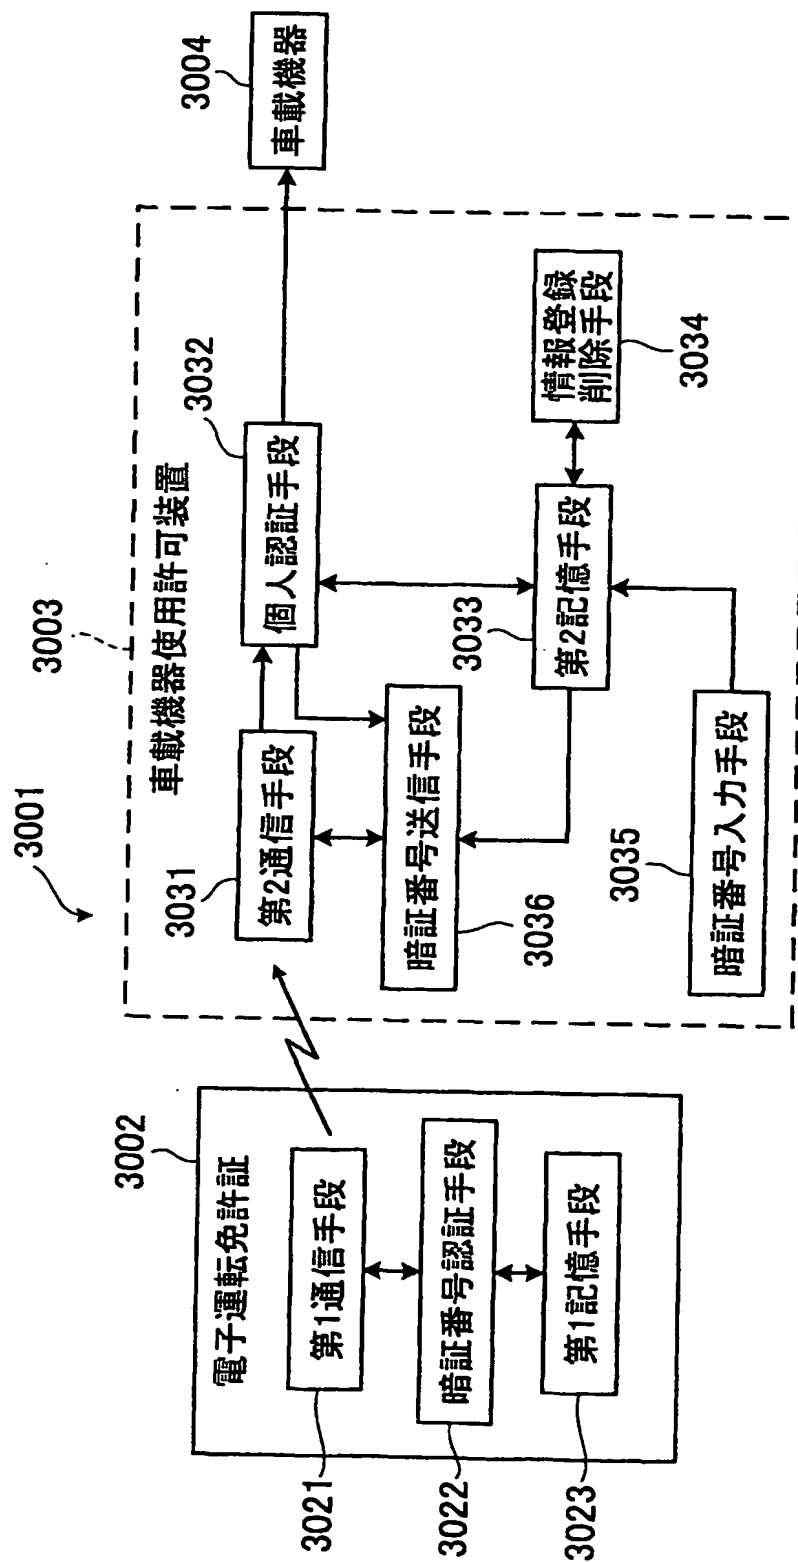 3001
3002
電子運転免許証
3021
第1通信手段
3022
暗証番号認証手段
3023
第1記憶手段
3003
車載機器使用許可装置
3031
第2通信手段
3032
個人認証手段
3036
暗証番号送信手段
3033
第2記憶手段
3034
情報登録
削除手段
3035
暗証番号入力手段
3004
車載機器